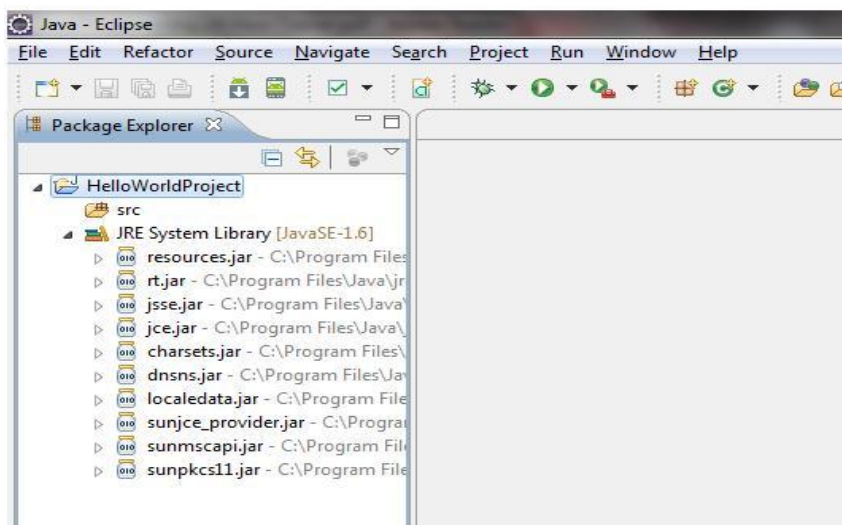 Java - Eclipse
File Edit Refactor Source Navigate Search Project Run Window Help
Package Explorer
HelloWorldProject
src
JRE System Library [JavaSE-1.6]
resources.jar - C:\Program Files
rt.jar - C:\Program Files\Java\jr
jsse.jar - C:\Program Files\Java\
jce.jar - C:\Program Files\Java\
charsets.jar - C:\Program Files\
dnsns.jar - C:\Program Files\Ja
localedata.jar - C:\Program File
sunjce_provider.jar - C:\Progra
sunmscapi.jar - C:\Program File
sunpkcs11.jar - C:\Program File